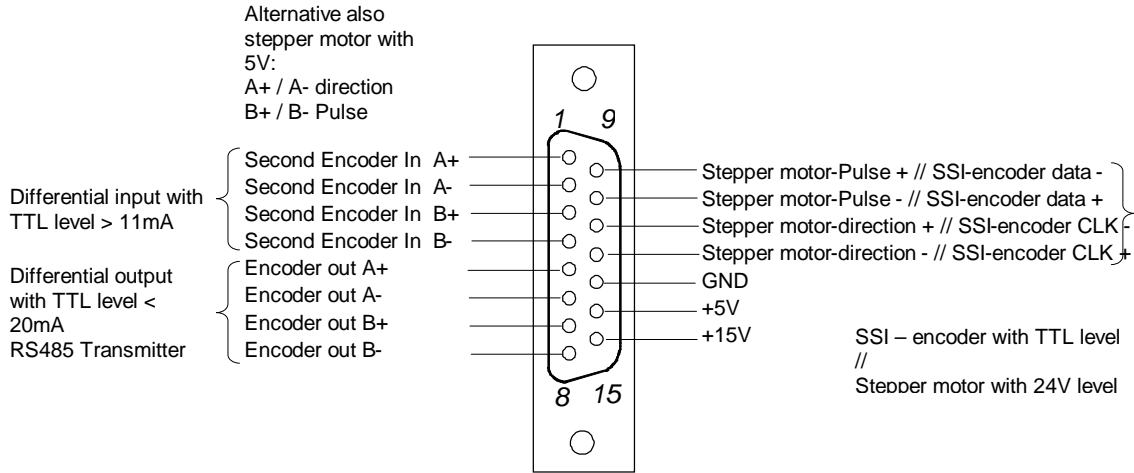 Alternative also
stepper motor with
5V:
A+ / A- direction
B+ / B- Pulse
1 9
Second Encoder In A+
Second Encoder In A-
Second Encoder In B+
Second Encoder In B-
Differential input with
TTL level > 11mA
Encoder out A+
Encoder out A-
Encoder out B+
Encoder out B-
Differential output
with TTL level <
20mA
RS485 Transmitter
8 15
Stepper motor-Pulse + // SSI-encoder data -
Stepper motor-Pulse - // SSI-encoder data +
Stepper motor-direction + // SSI-encoder CLK -
Stepper motor-direction - // SSI-encoder CLK +
GND
+5V
+15V
SSI – encoder with TTL level
//
Stepper motor with 24V level